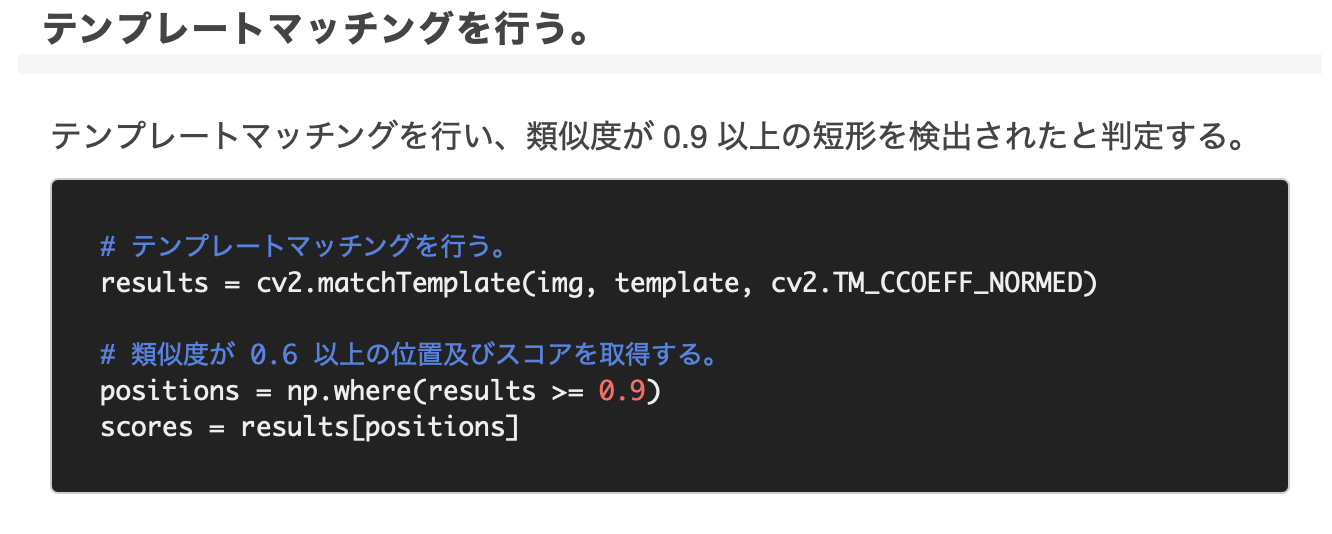 テンプレートマッチングを行う。
テンプレートマッチングを行い、類似度が 0.9 以上の短形を検出されたと判定する。
# テンプレートマッチングを行う。
results = cv2.matchTemplate(img, template, cv2.TM_CCOEFF_NORMED)
# 類似度が 0.6 以上の位置及びスコアを取得する。
positions = np.where(results >= 0.9)
scores = results[positions]